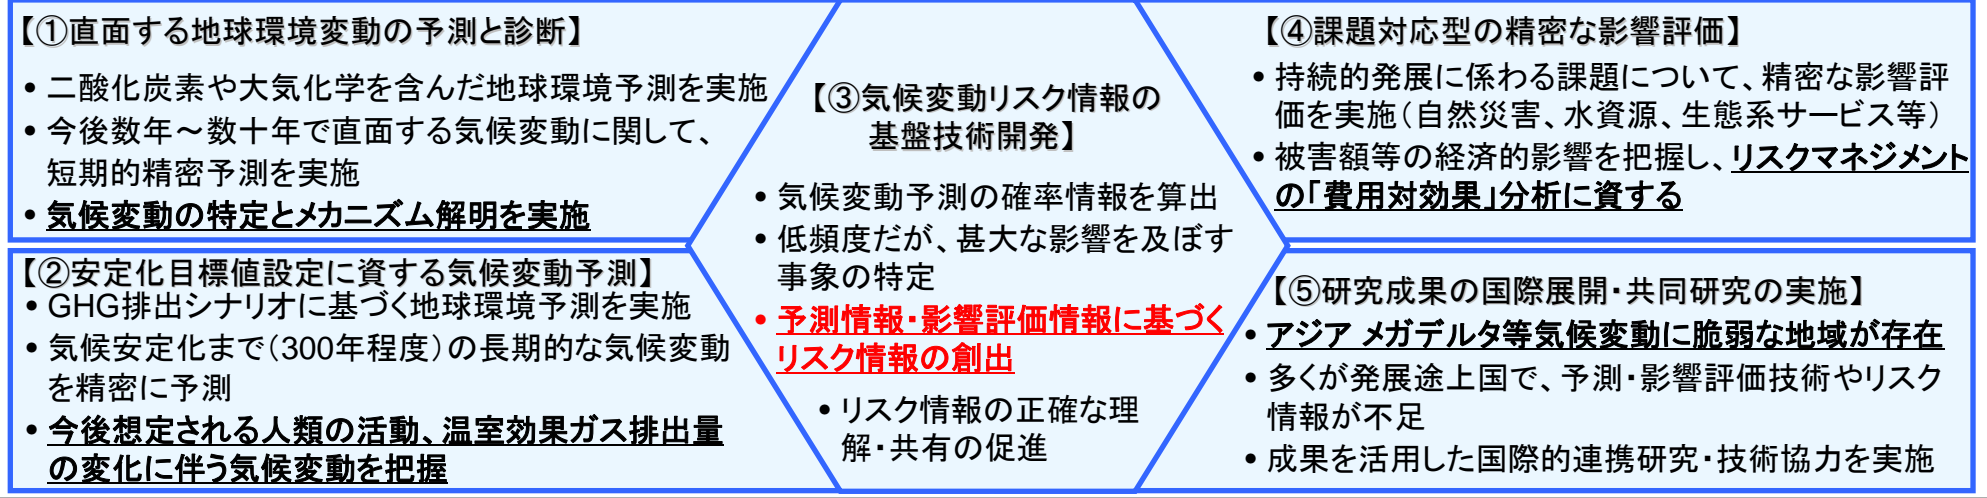 【①直面する地球環境変動の予測と診断】
• 二酸化炭素や大気化学を含んだ地球環境予測を実施
• 今後数年～数十年で直面する気候変動に関して、
短期的精密予測を実施
• 気候変動の特定とメカニズム解明を実施
【②安定化目標値設定に資する気候変動予測】
• GHG排出シナリオに基づく地球環境予測を実施
• 気候安定化まで（300年程度）の長期的な気候変動
を精密に予測
• 今後想定される人類の活動、温室効果ガス排出量
の変化に伴う気候変動を把握
【③気候変動リスク情報の
基盤技術開発】
• 気候変動予測の確率情報を算出
• 低頻度だが、甚大な影響を及ぼす
事象の特定
• 予測情報・影響評価情報に基づく
リスク情報の創出
• リスク情報の正確な理
解・共有の促進
【④課題対応型の精密な影響評価】
• 持続的発展に係わる課題について、精密な影響評
価を実施（自然災害、水資源、生態系サービス等）
• 被害額等の経済的影響を把握し、リスクマネジメント
の「費用対効果」分析に資する
【⑤研究成果の国際展開・共同研究の実施】
• アジア メガデルタ等気候変動に脆弱な地域が存在
• 多くが発展途上国で、予測・影響評価技術やリスク
情報が不足
• 成果を活用した国際的連携研究・技術協力を実施